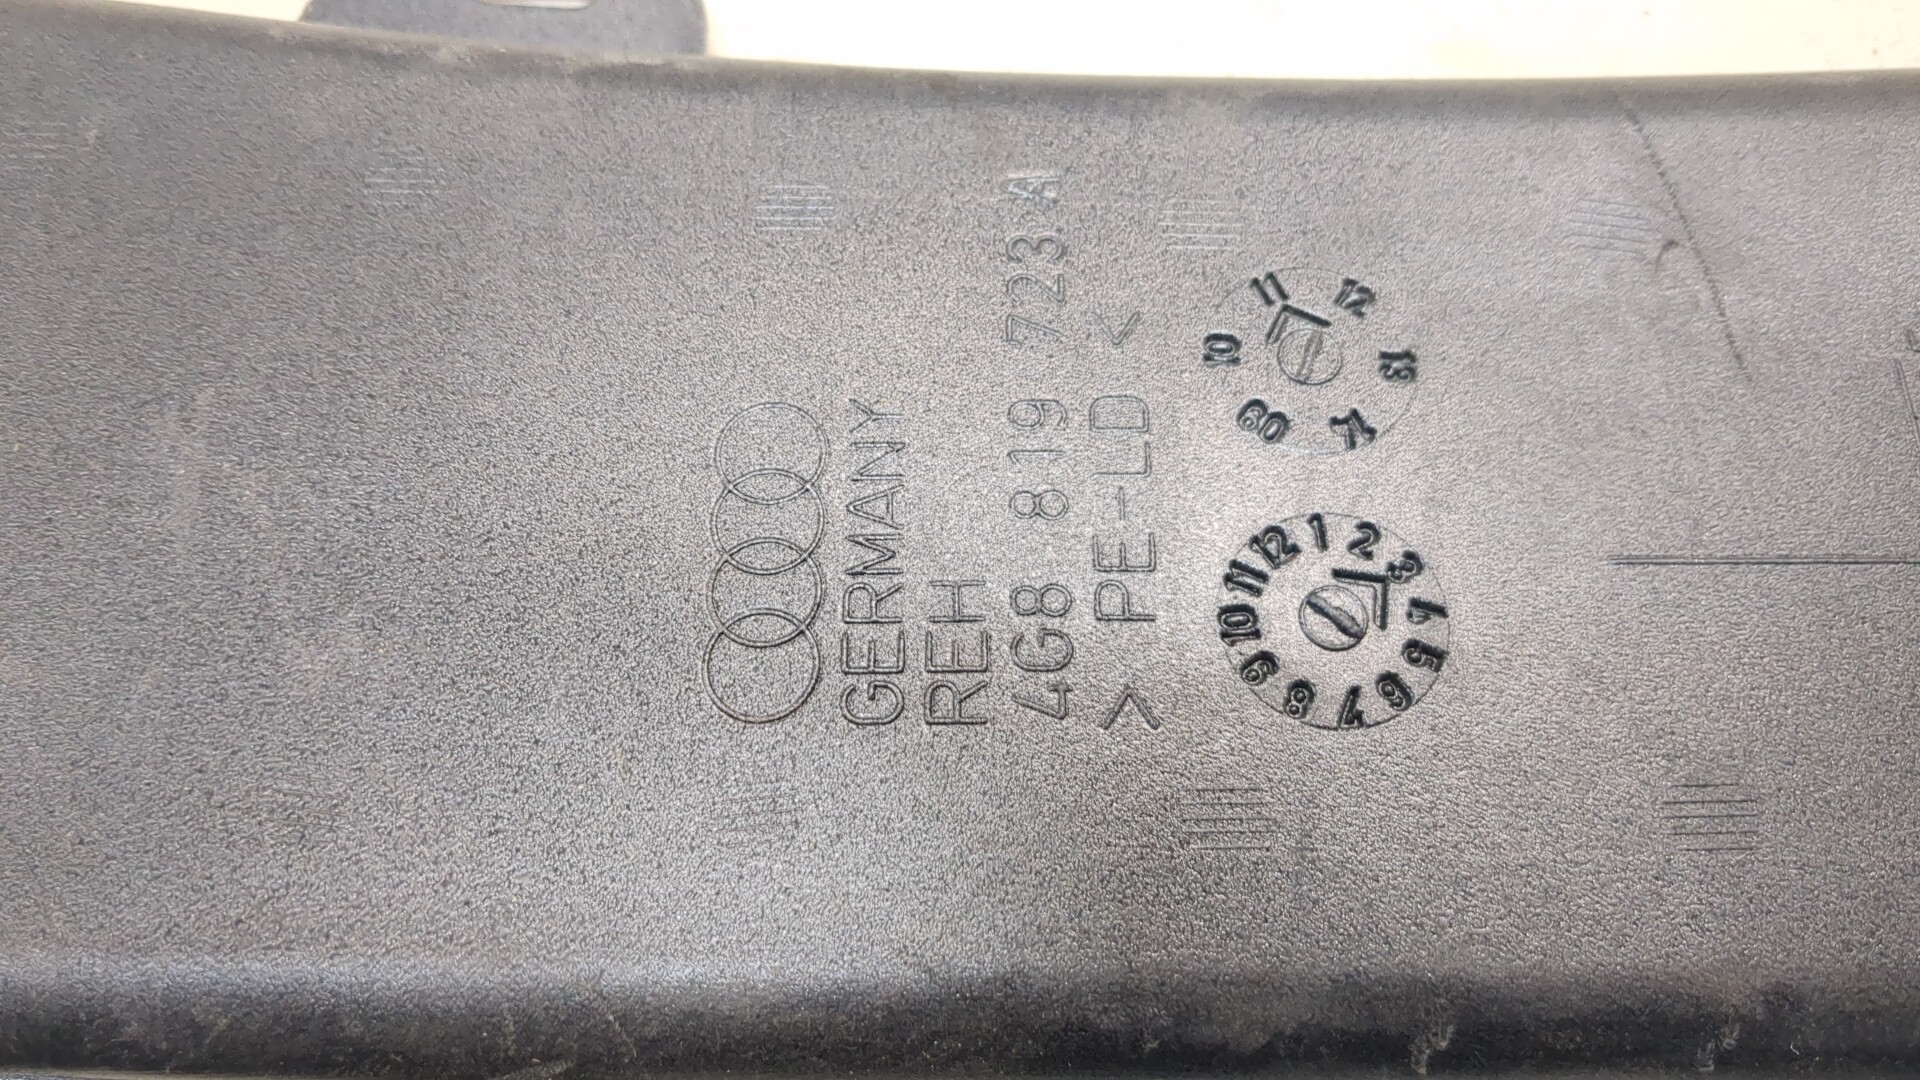 GERMANY
REH
4G8 819 723 A
> PE-LD <
09 10 11 12 13 14
1 2 3 4 5 6 7 8 9 10 11 12